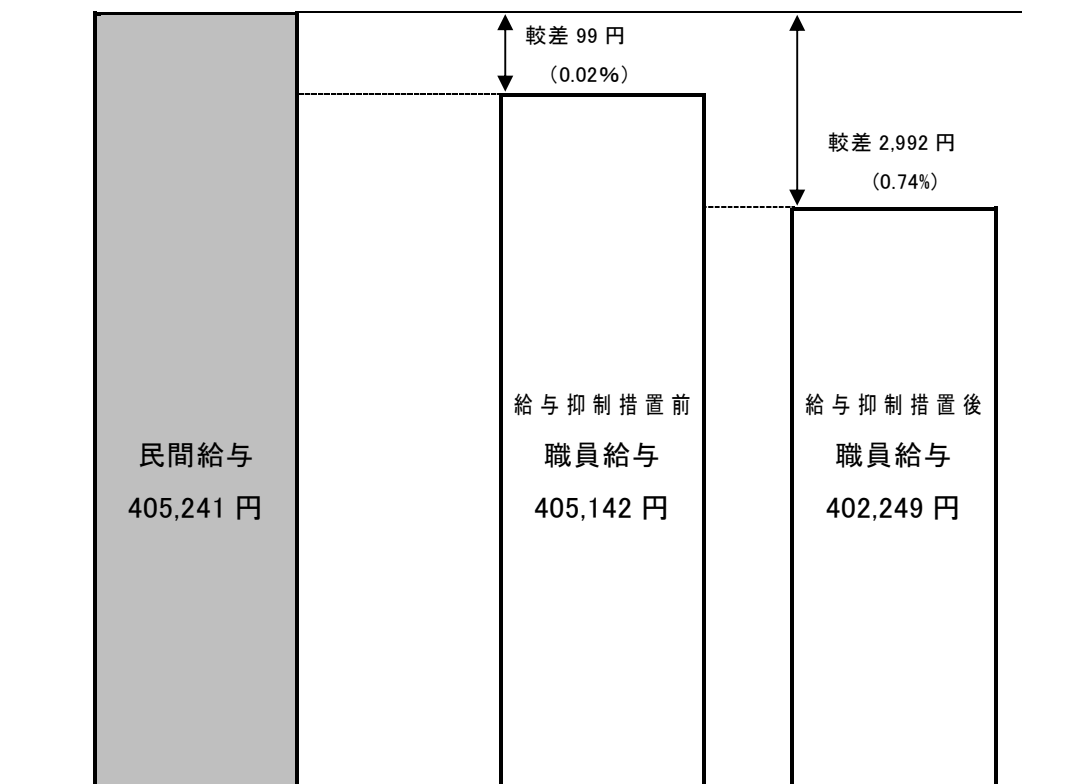 較差 99 円
（0.02％）
較差 2,992 円
（0.74%）
民間給与
405,241 円
給与抑制措置前
職員給与
405,142 円
給与抑制措置後
職員給与
402,249 円